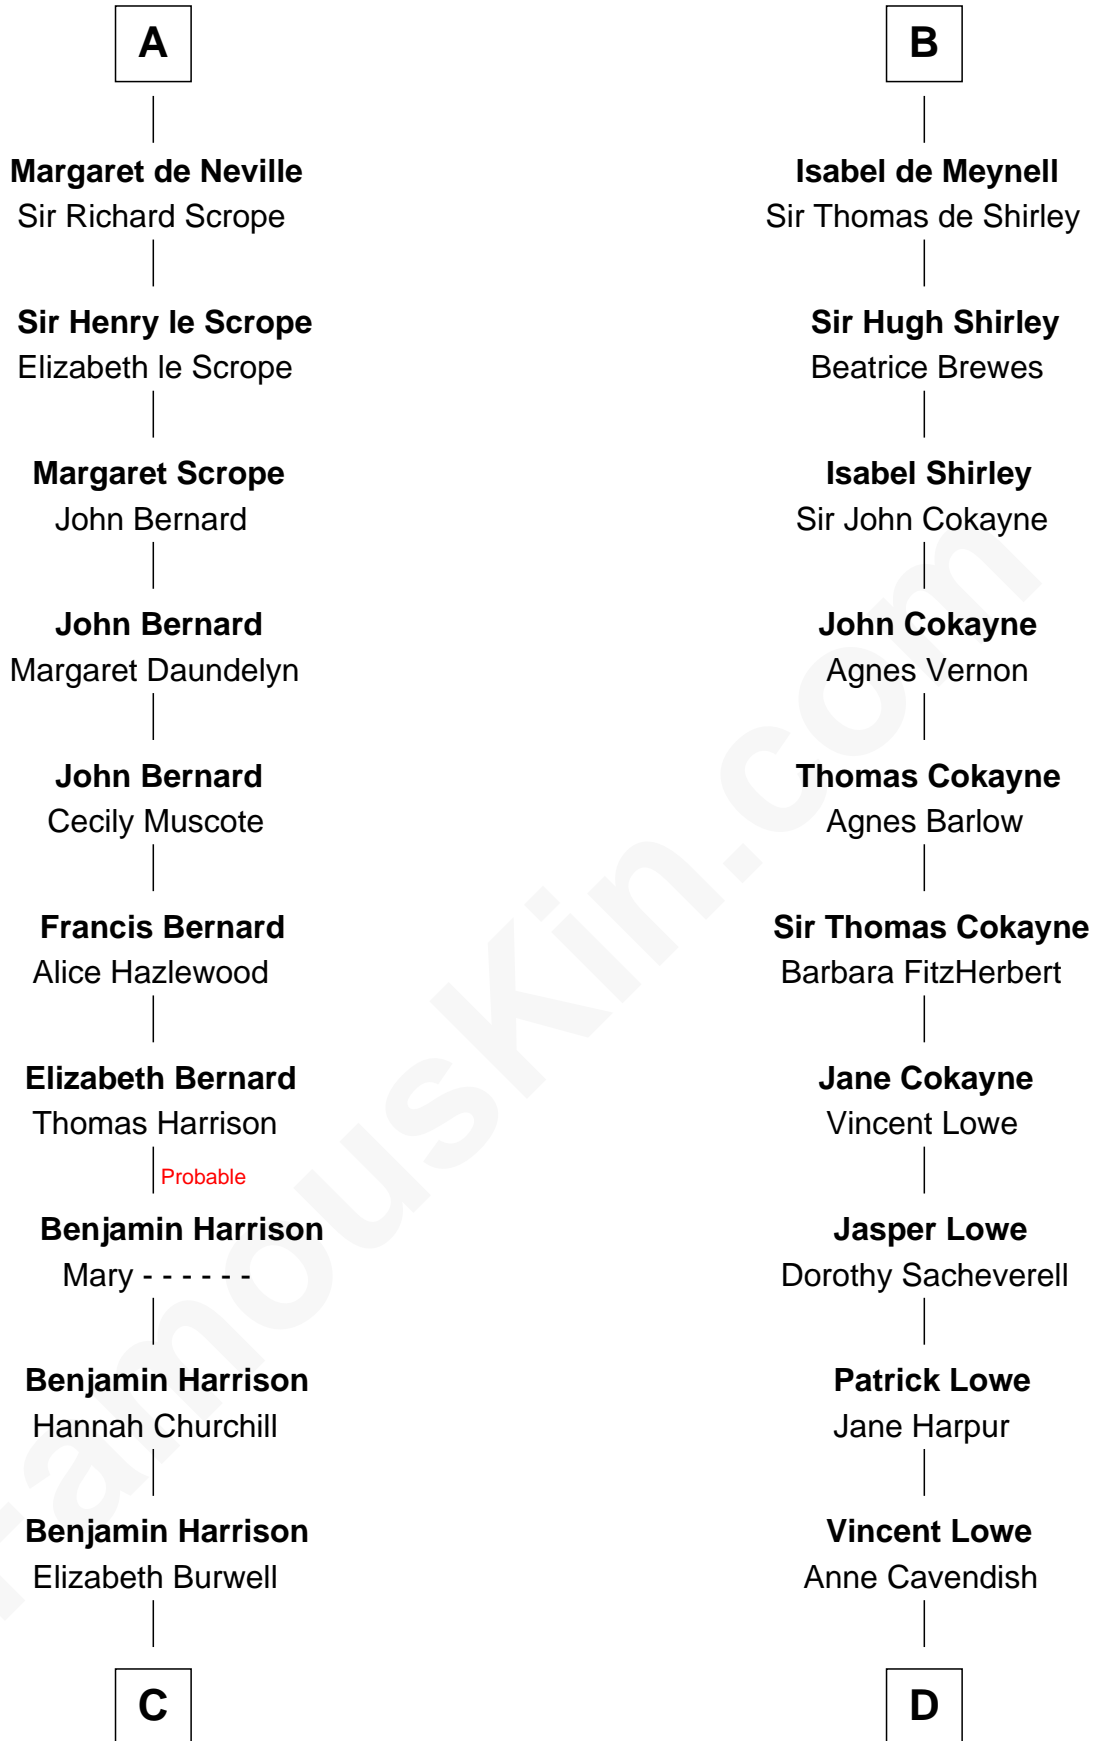 A
Margaret de Neville
Sir Richard Scrope
Sir Henry le Scrope
Elizabeth le Scrope
Margaret Scrope
John Bernard
John Bernard
Margaret Daundelyn
John Bernard
Cecily Muscote
Francis Bernard
Alice Hazlewood
Elizabeth Bernard
Thomas Harrison
Probable
Benjamin Harrison
Mary - - - - - -
Benjamin Harrison
Hannah Churchill
Benjamin Harrison
Elizabeth Burwell
C
B
Isabel de Meynell
Sir Thomas de Shirley
Sir Hugh Shirley
Beatrice Brewes
Isabel Shirley
Sir John Cokayne
John Cokayne
Agnes Vernon
Thomas Cokayne
Agnes Barlow
Sir Thomas Cokayne
Barbara FitzHerbert
Jane Cokayne
Vincent Lowe
Jasper Lowe
Dorothy Sacheverell
Patrick Lowe
Jane Harpur
Vincent Lowe
Anne Cavendish
D
FamousKin.com